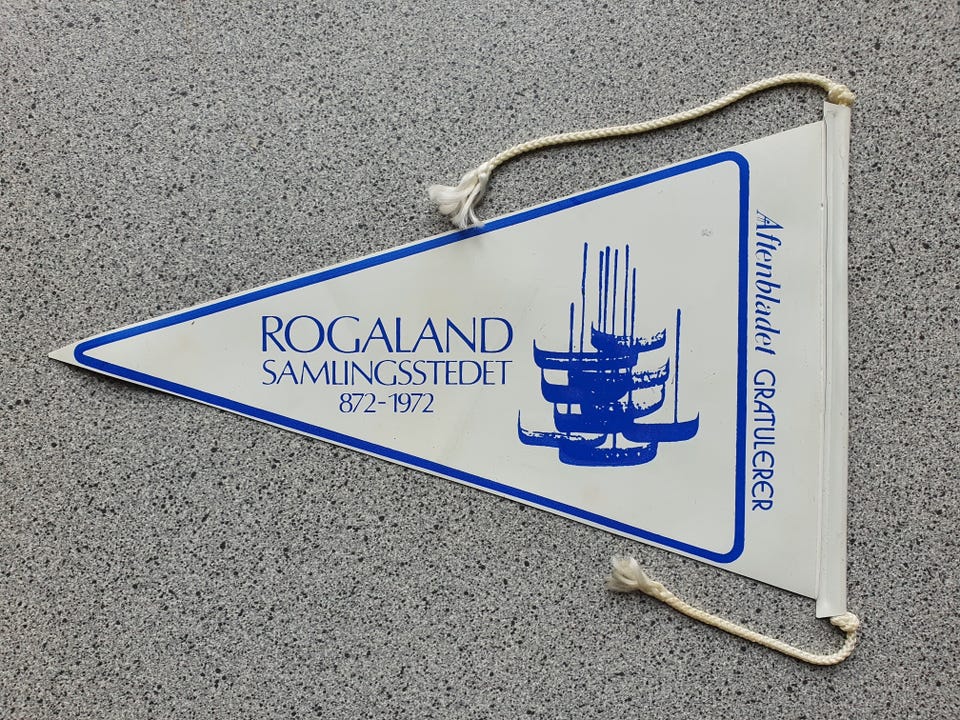 ROGALAND
SAMLINGSSTEDET
872-1972
Aftenbladet GRATULERER